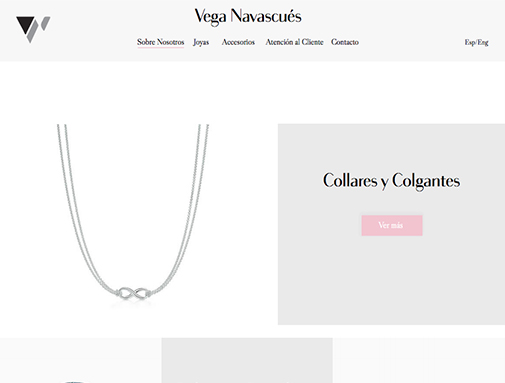 Vega Navascués
Sobre Nosotros Joyas Accesorios Atención al Cliente Contacto Esp/Eng
Collares y Colgantes
Ver más